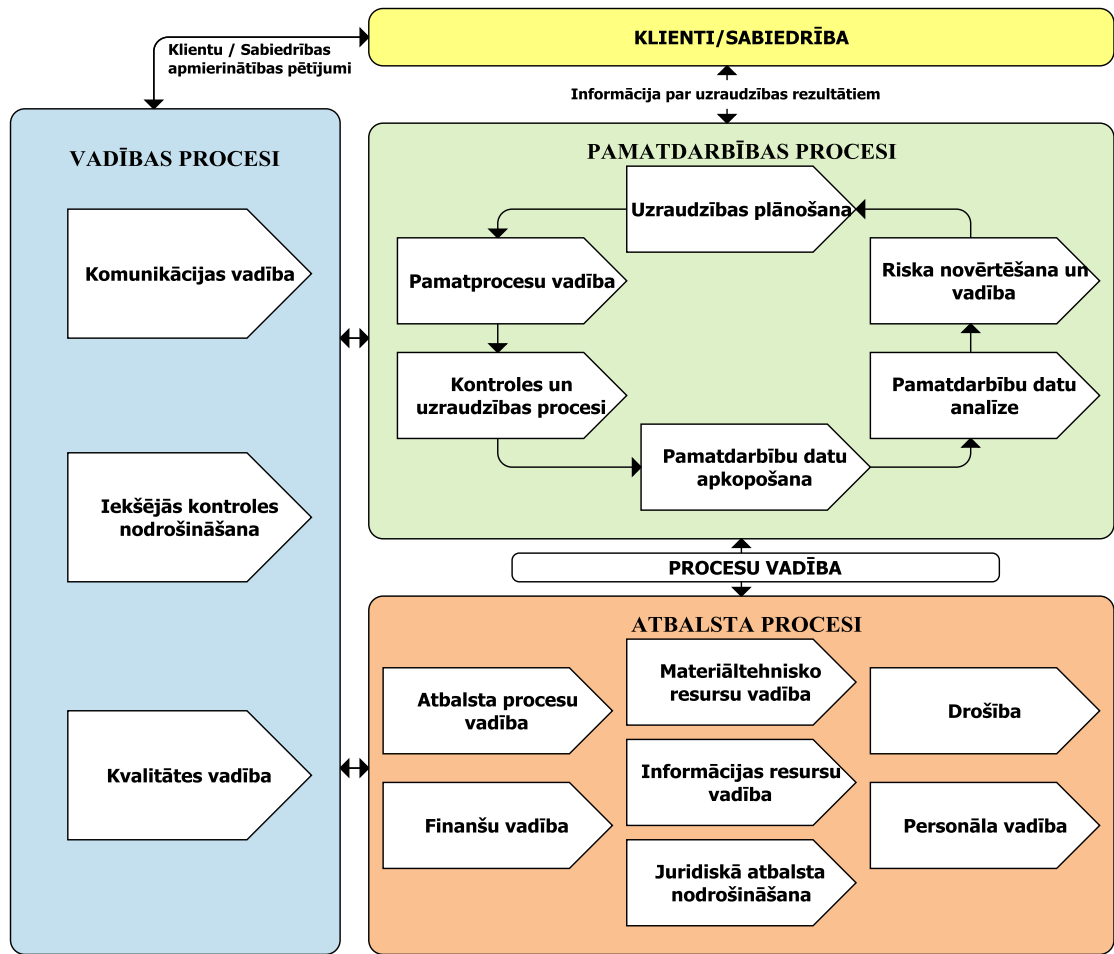 KLIENTI/SABIEDRĪBA
Klientu / Sabiedrības
apmierinātības pētījumi
Informācija par uzraudzības rezultātiem
VADĪBAS PROCESI
Komunikācijas vadība
Iekšējās kontroles
nodrošināšana
Kvalitātes vadība
PAMATDARBĪBAS PROCESI
Uzraudzības plānošana
Pamatprocesu vadība
Riska novērtēšana un
vadība
Kontroles un
uzraudzības procesi
Pamatdarbību datu
analīze
Pamatdarbību datu
apkopošana
PROCESU VADĪBA
ATBALSTA PROCESI
Atbalsta procesu
vadība
Materiāltehnisko
resursu vadība
Drošība
Informācijas resursu
vadība
Finanšu vadība
Personāla vadība
Juridiskā atbalsta
nodrošināšana